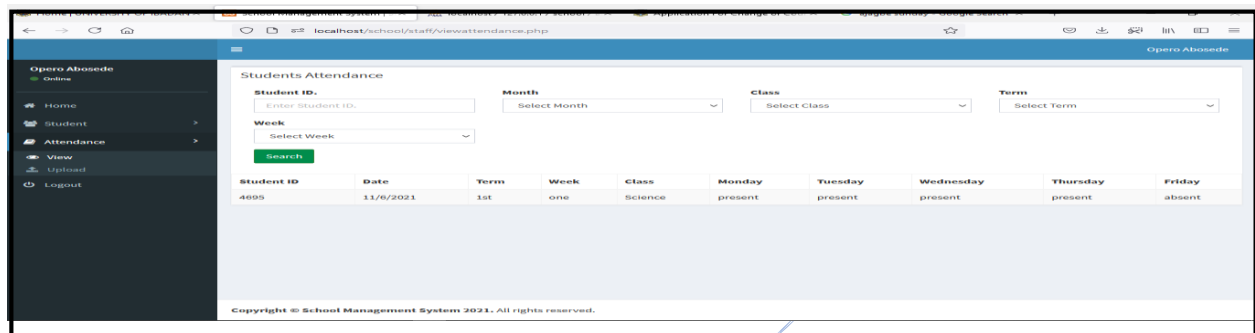 localhost/school/staff/viewattendance.php
Opero Abosede
Opero Abosede
Online
Home
Student
Attendance
View
Upload
Logout
Students Attendance
Student ID. Month Class Term
Enter Student ID. Select Month Select Class Select Term
Week
Select Week
Search
Student ID Date Term Week Class Monday Tuesday Wednesday Thursday Friday
4695 11/6/2021 1st one Science present present present present absent
Copyright © School Management System 2021. All rights reserved.